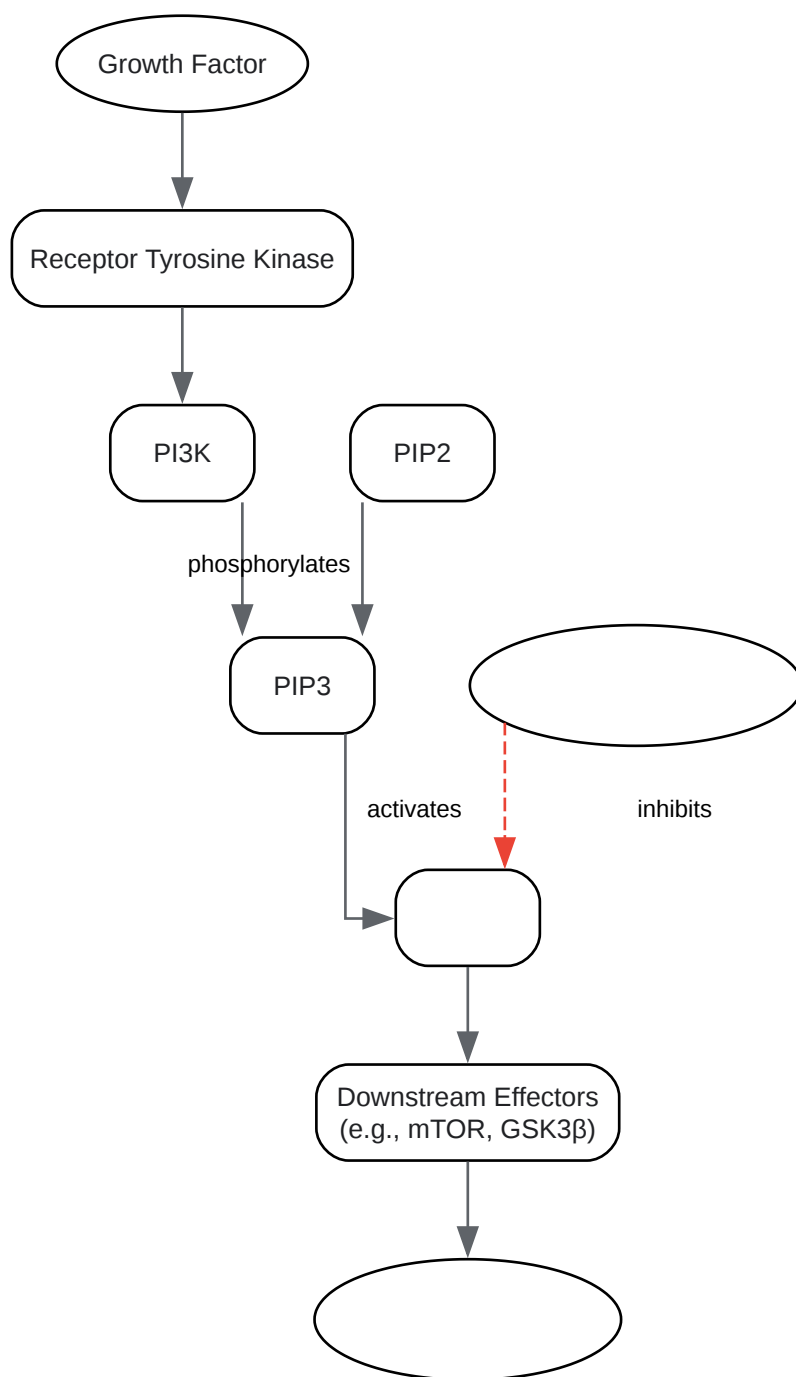 Growth Factor
Receptor Tyrosine Kinase
PI3K
PIP2
phosphorylates
PIP3
activates
inhibits
Downstream Effectors
(e.g., mTOR, GSK3β)